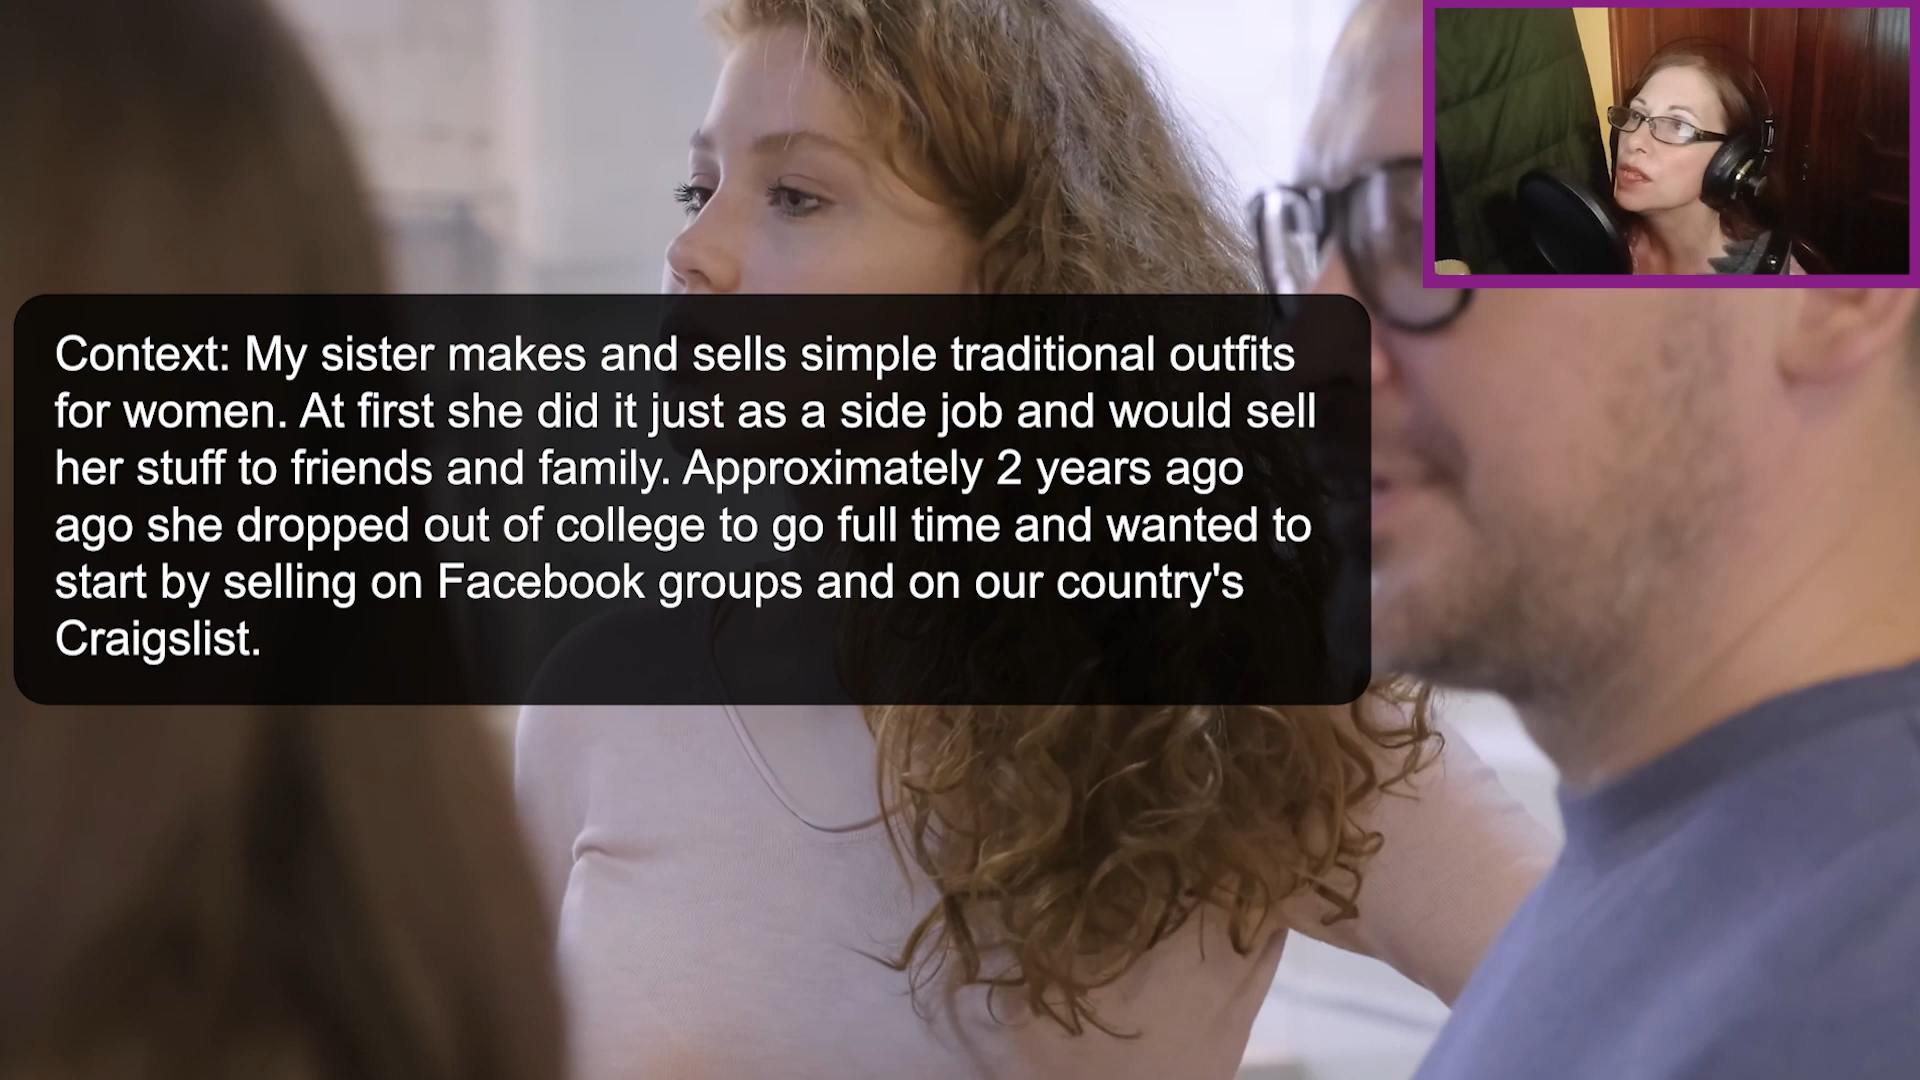 Context: My sister makes and sells simple traditional outfits
for women. At first she did it just as a side job and would sell
her stuff to friends and family. Approximately 2 years ago
ago she dropped out of college to go full time and wanted to
start by selling on Facebook groups and on our country's
Craigslist.